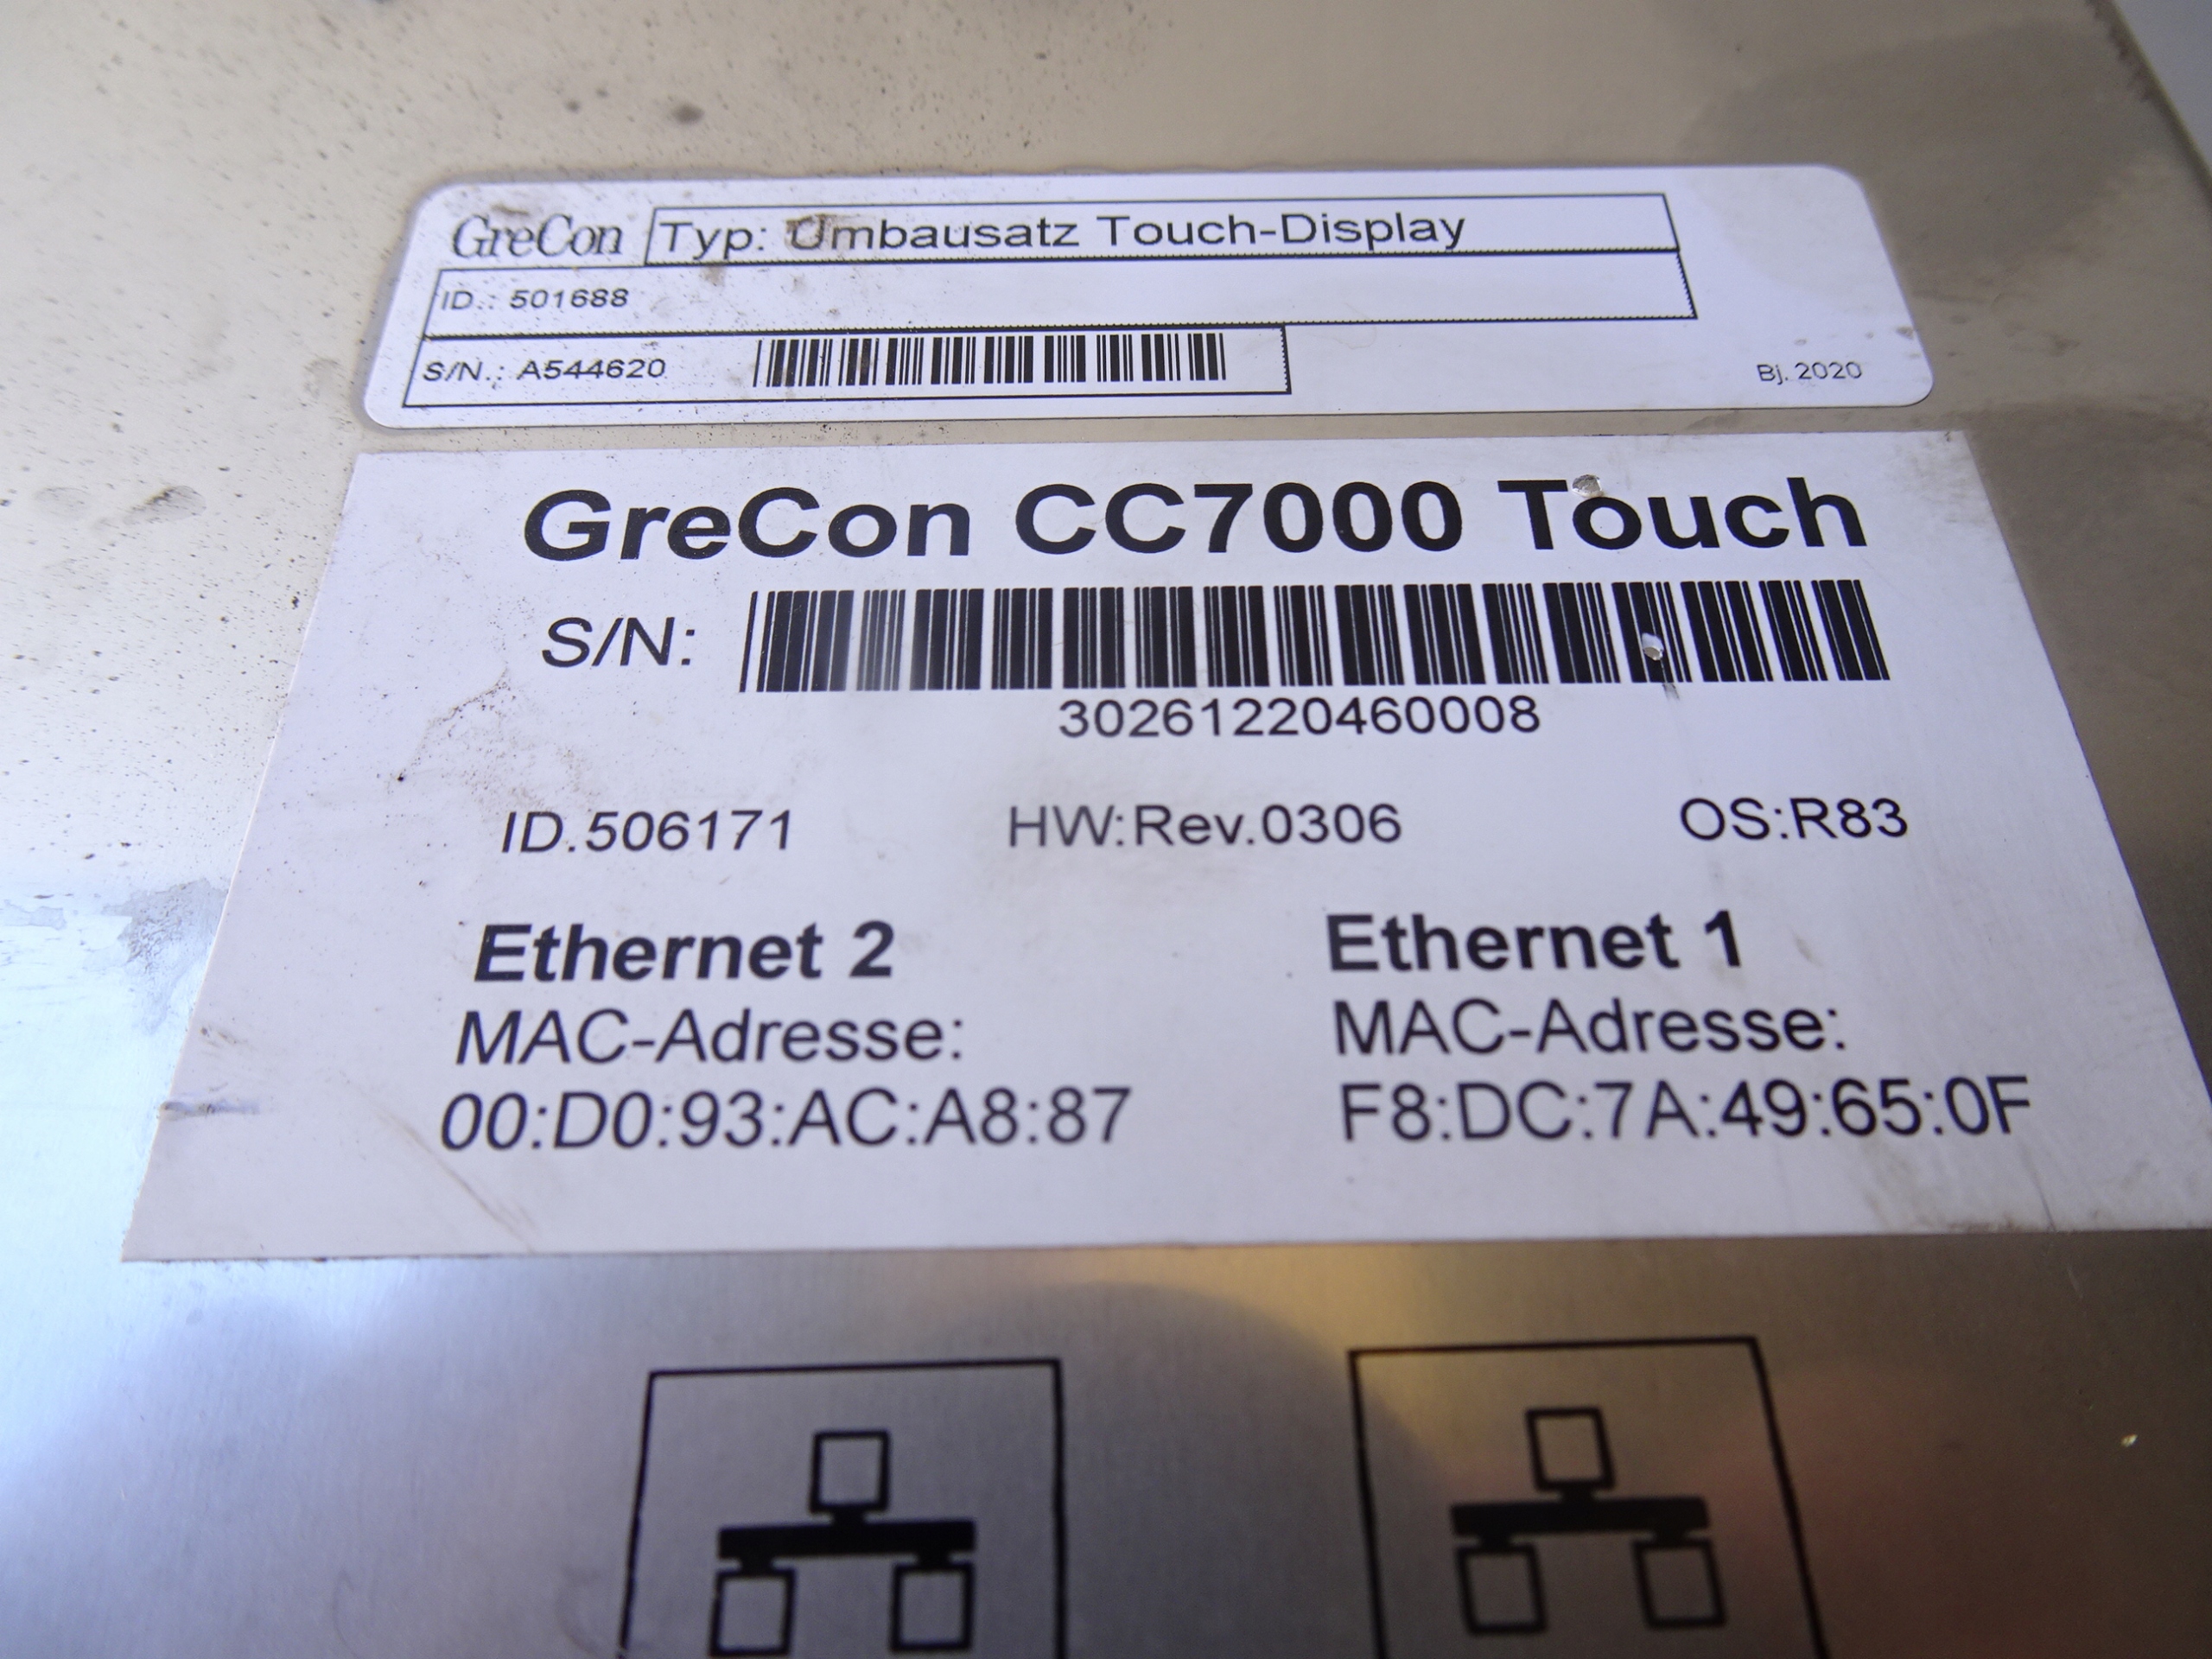 GreCon Typ: Umbausatz Touch-Display
ID.: 501688
S/N.: A544620 Bj. 2020
GreCon CC7000 Touch
S/N:
30261220460008
ID.506171 HW:Rev.0306 OS:R83
Ethernet 2 Ethernet 1
MAC-Adresse: MAC-Adresse:
00:D0:93:AC:A8:87 F8:DC:7A:49:65:0F